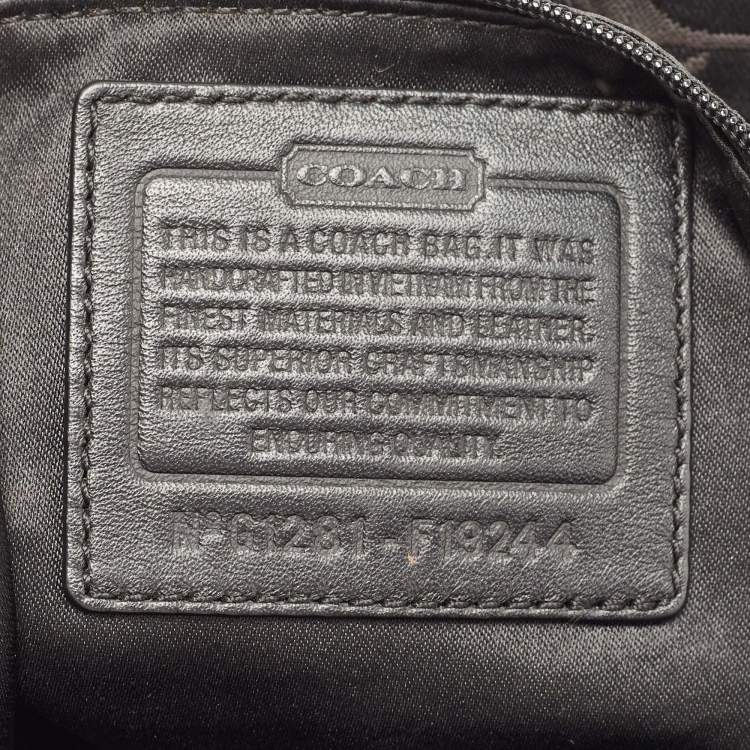 COACH
THIS IS A COACH BAG. IT WAS
HANDCRAFTED IN VIETNAM FROM THE
FINEST MATERIALS AND LEATHER.
ITS SUPERIOR CRAFTSMANSHIP
REFLECTS OUR COMMITMENT TO
ENDURING QUALITY.
Nº G1281-F19244